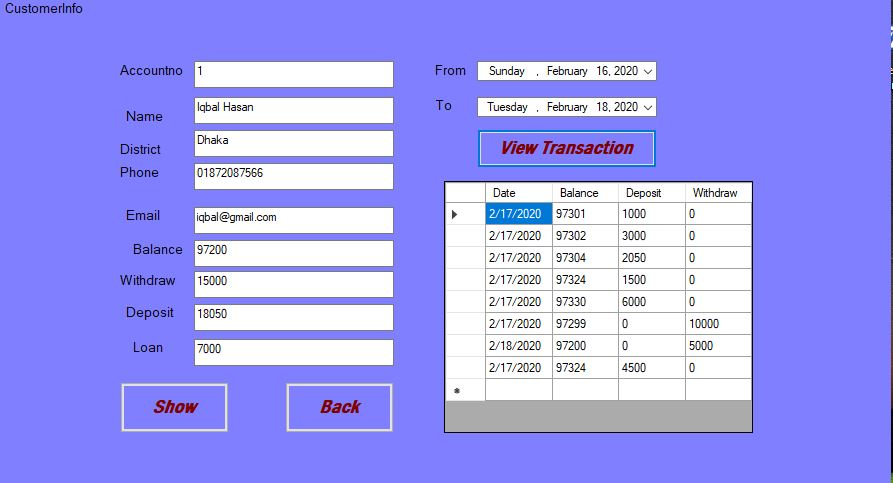 CustomerInfo
Accountno 1
Name Iqbal Hasan
District Dhaka
Phone 01872087566
Email iqbal@gmail.com
Balance 97200
Withdraw 15000
Deposit 18050
Loan 7000
Show Back
From Sunday , February 16, 2020
To Tuesday , February 18, 2020
View Transaction
Date Balance Deposit Withdraw
2/17/2020 97301 1000 0
2/17/2020 97302 3000 0
2/17/2020 97304 2050 0
2/17/2020 97324 1500 0
2/17/2020 97330 6000 0
2/17/2020 97299 0 10000
2/18/2020 97200 0 5000
2/17/2020 97324 4500 0